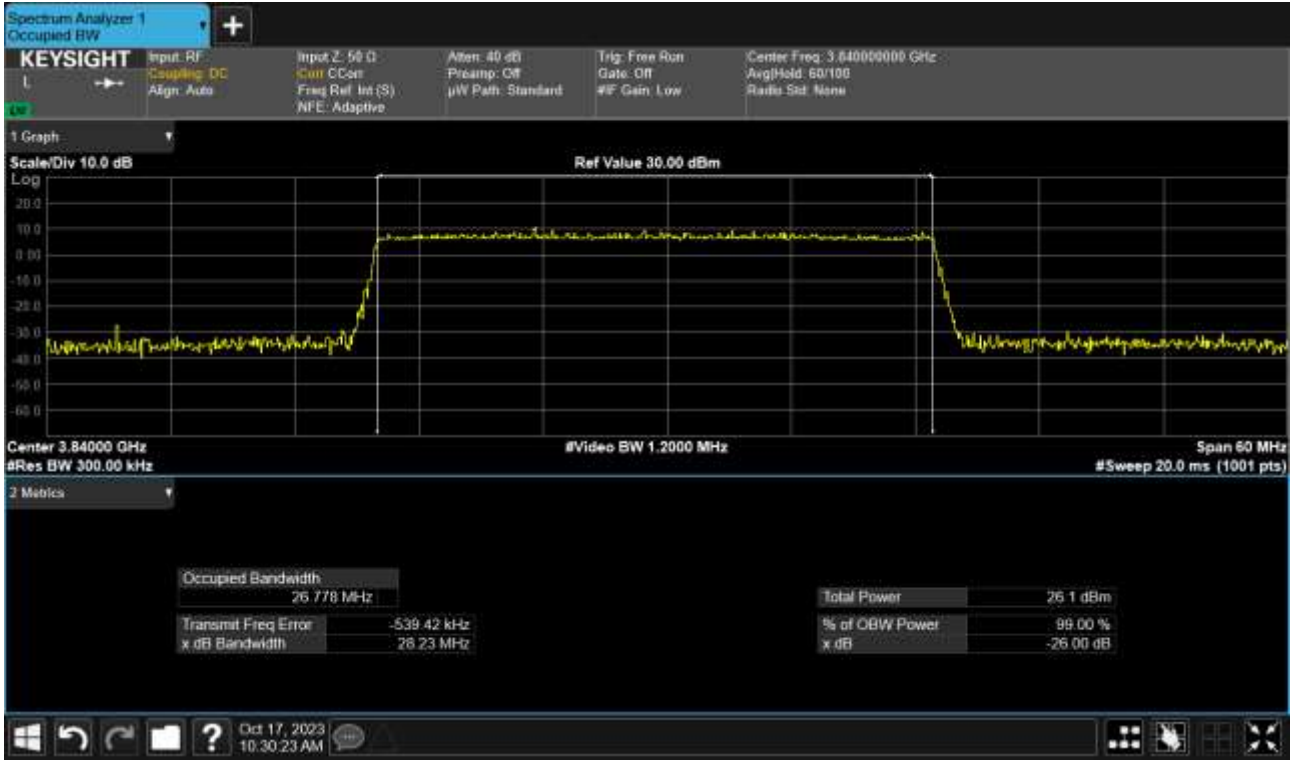 Spectrum Analyzer 1
Occupied BW
+
KEYSIGHT
L
Input: RF
Coupling: DC
Align: Auto
Input Z: 50 Ω
Corr CCorr
Freq Ref: Int (S)
NFE: Adaptive
Atten: 40 dB
Preamp: Off
µW Path: Standard
Trig: Free Run
Gate: Off
#IF Gain: Low
Center Freq: 3.840000000 GHz
Avg|Hold: 60/100
Radio Std: None
1 Graph
Scale/Div 10.0 dB
Ref Value 30.00 dBm
Log
20.0
10.0
0.00
-10.0
-20.0
-30.0
-40.0
-50.0
-60.0
Center 3.84000 GHz
#Video BW 1.2000 MHz
Span 60 MHz
#Res BW 300.00 kHz
#Sweep 20.0 ms (1001 pts)
2 Metrics
Occupied Bandwidth
26.778 MHz
Total Power 26.1 dBm
Transmit Freq Error -539.42 kHz
% of OBW Power 99.00 %
x dB Bandwidth 28.23 MHz
x dB -26.00 dB
?
Oct 17, 2023
10:30:23 AM